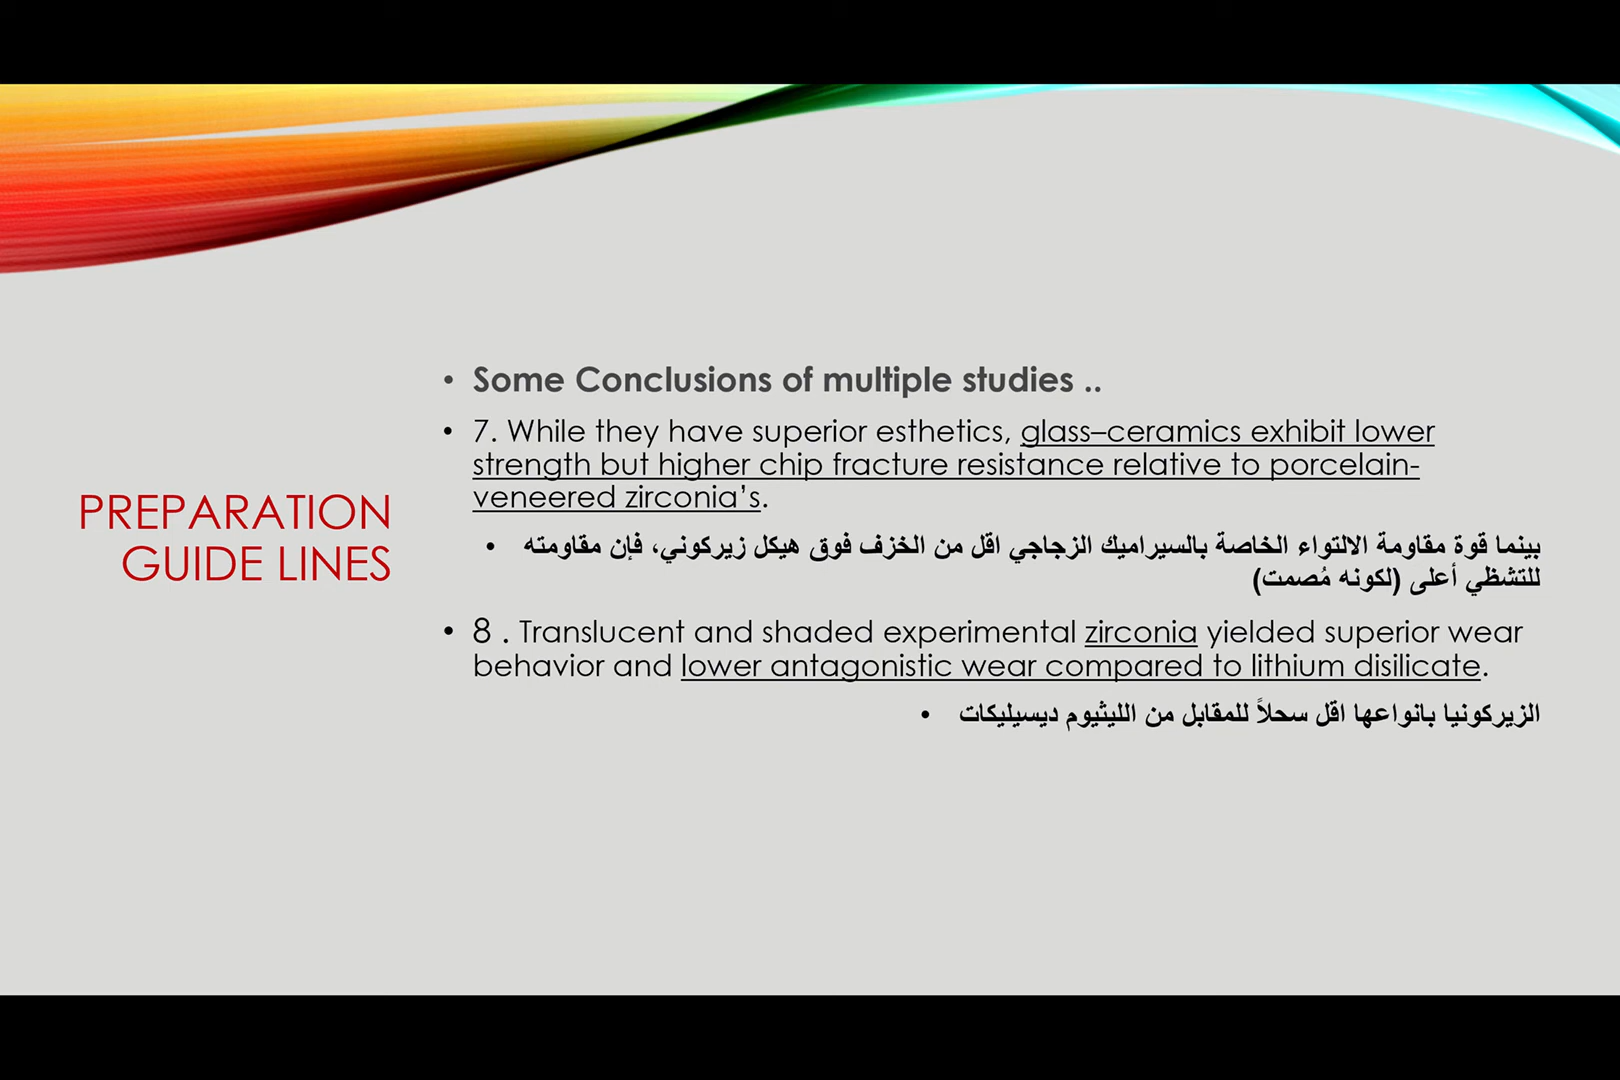 PREPARATION
GUIDE LINES
• Some Conclusions of multiple studies ..
• 7. While they have superior esthetics, glass–ceramics exhibit lower
strength but higher chip fracture resistance relative to porcelain-
veneered zirconia’s.
• بينما قوة مقاومة الالتواء الخاصة بالسيراميك الزجاجي اقل من الخزف فوق هيكل زيركوني، فإن مقاومته
للتشظي أعلى (لكونه مُصمت)
• 8 . Translucent and shaded experimental zirconia yielded superior wear
behavior and lower antagonistic wear compared to lithium disilicate.
• الزيركونيا بانواعها اقل سحلاً للمقابل من الليثيوم ديسيليكات